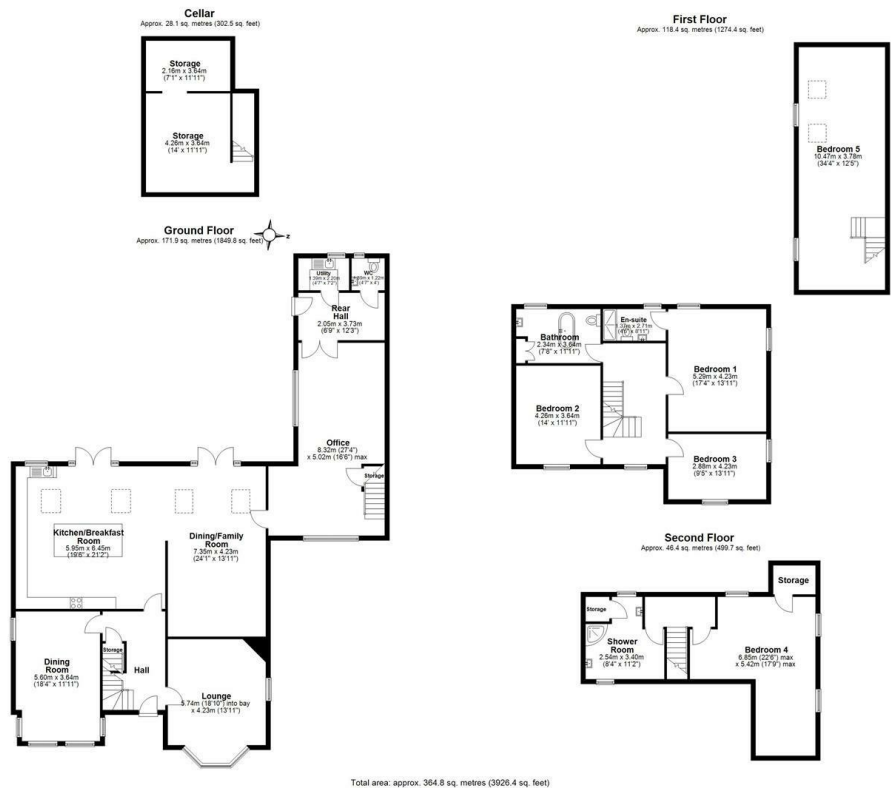 Cellar
Approx. 28.1 sq. metres (302.5 sq. feet)
Storage
2.16m x 3.64m
(7'1" x 11'11")
Storage
4.26m x 3.64m
(14' x 11'11")
First Floor
Approx. 118.4 sq. metres (1274.4 sq. feet)
Bedroom 5
10.47m x 3.78m
(34'4" x 12'5")
Ground Floor
Approx. 171.9 sq. metres (1849.8 sq. feet)
Utility
(4'7" x 7'2")
WC
(4'7" x 4')
Rear
Hall
2.05m x 3.73m
(6'9" x 12'3")
Office
8.32m (27'4")
x 5.02m (16'6") max
Storage
Kitchen/Breakfast
Room
5.95m x 6.45m
(19'6" x 21'2")
Dining/Family
Room
7.35m x 4.23m
(24'1" x 13'11")
Dining
Room
5.60m x 3.64m
(18'4" x 11'11")
Storage
Hall
Lounge
5.74m (18'10") into bay
x 4.23m (13'11")
Bathroom
2.34m x 3.64m
(7'8" x 11'11")
En-suite
Bedroom 1
5.29m x 4.23m
(17'4" x 13'11")
Bedroom 2
4.26m x 3.64m
(14' x 11'11")
Bedroom 3
2.88m x 4.23m
(9'5" x 13'11")
Second Floor
Approx. 46.4 sq. metres (499.7 sq. feet)
Storage
Storage
Shower
Room
2.54m x 3.40m
(8'4" x 11'2")
Bedroom 4
6.85m (22'6") max
x 5.42m (17'9") max
Total area: approx. 364.8 sq. metres (3926.4 sq. feet)